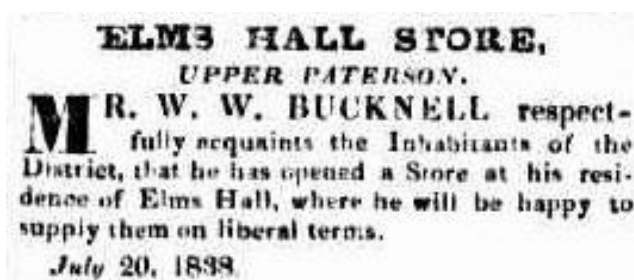 ELMS HALL STORE,
UPPER PATERSON.
MR. W. W. BUCKNELL respect-
fully acquaints the Inhabitants of the
District, that he has opened a Store at his resi-
dence of Elms Hall, where he will be happy to
supply them on liberal terms.
July 20, 1838